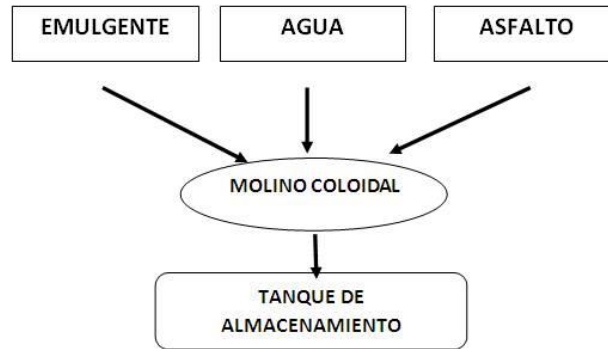 EMULGENTE
AGUA
ASFALTO
MOLINO COLOIDAL
TANQUE DE
ALMACENAMIENTO